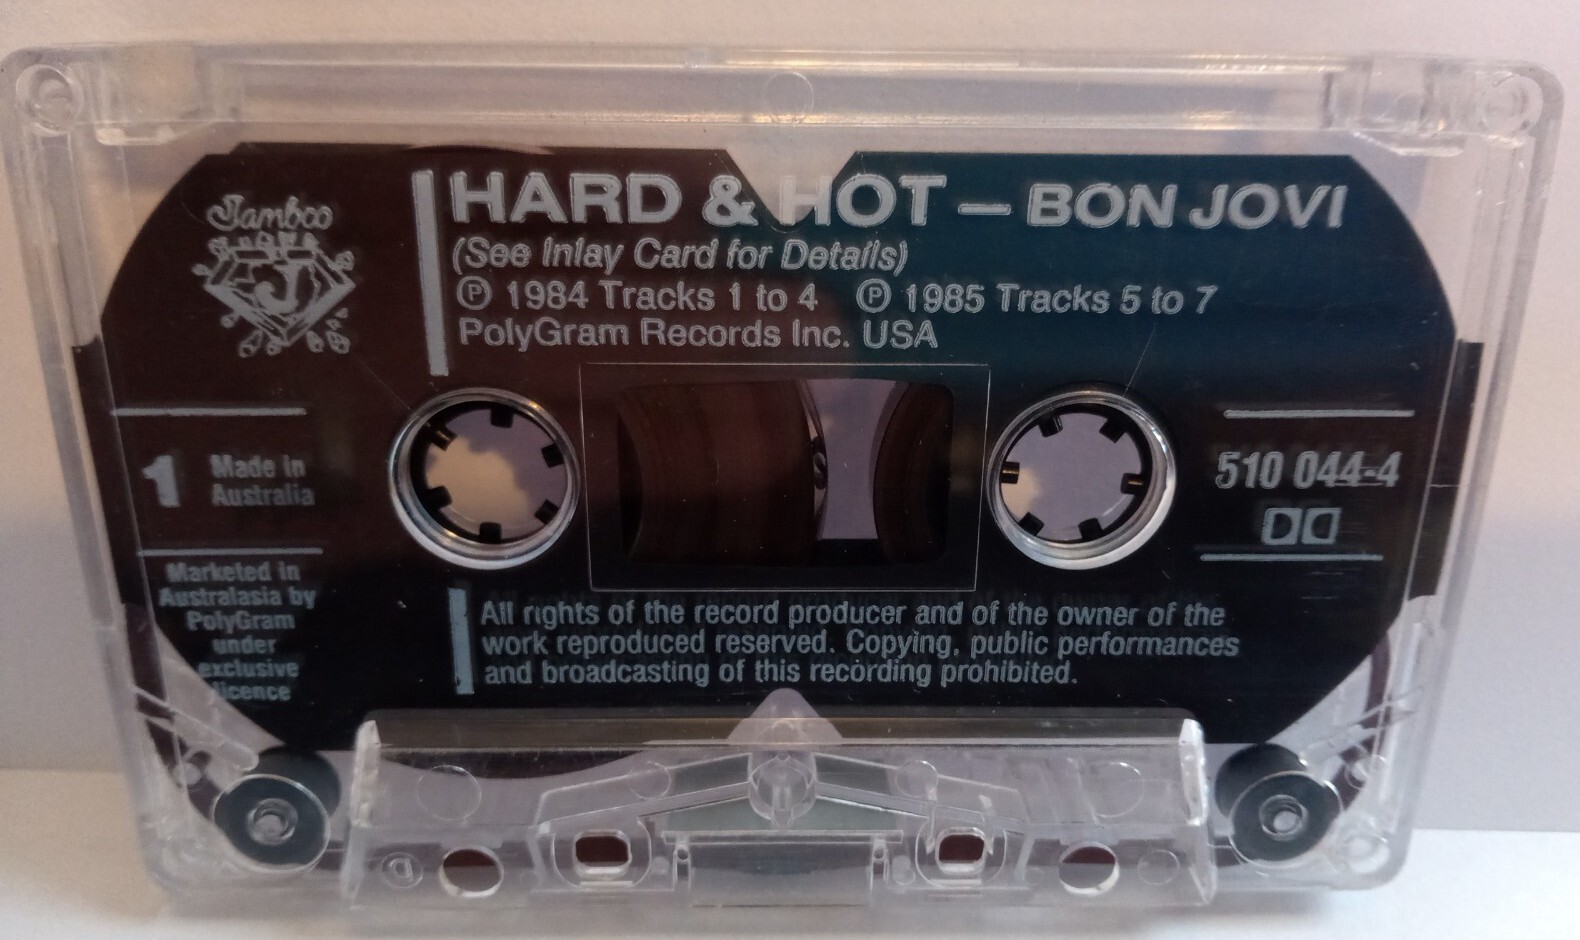 Jambco
J
HARD & HOT – BON JOVI
(See Inlay Card for Details)
Ⓟ 1984 Tracks 1 to 4 Ⓟ 1985 Tracks 5 to 7
PolyGram Records Inc. USA
1
Made in
Australia
510 044-4
Marketed in
Australasia by
PolyGram
under
exclusive
licence
All rights of the record producer and of the owner of the
work reproduced reserved. Copying, public performances
and broadcasting of this recording prohibited.